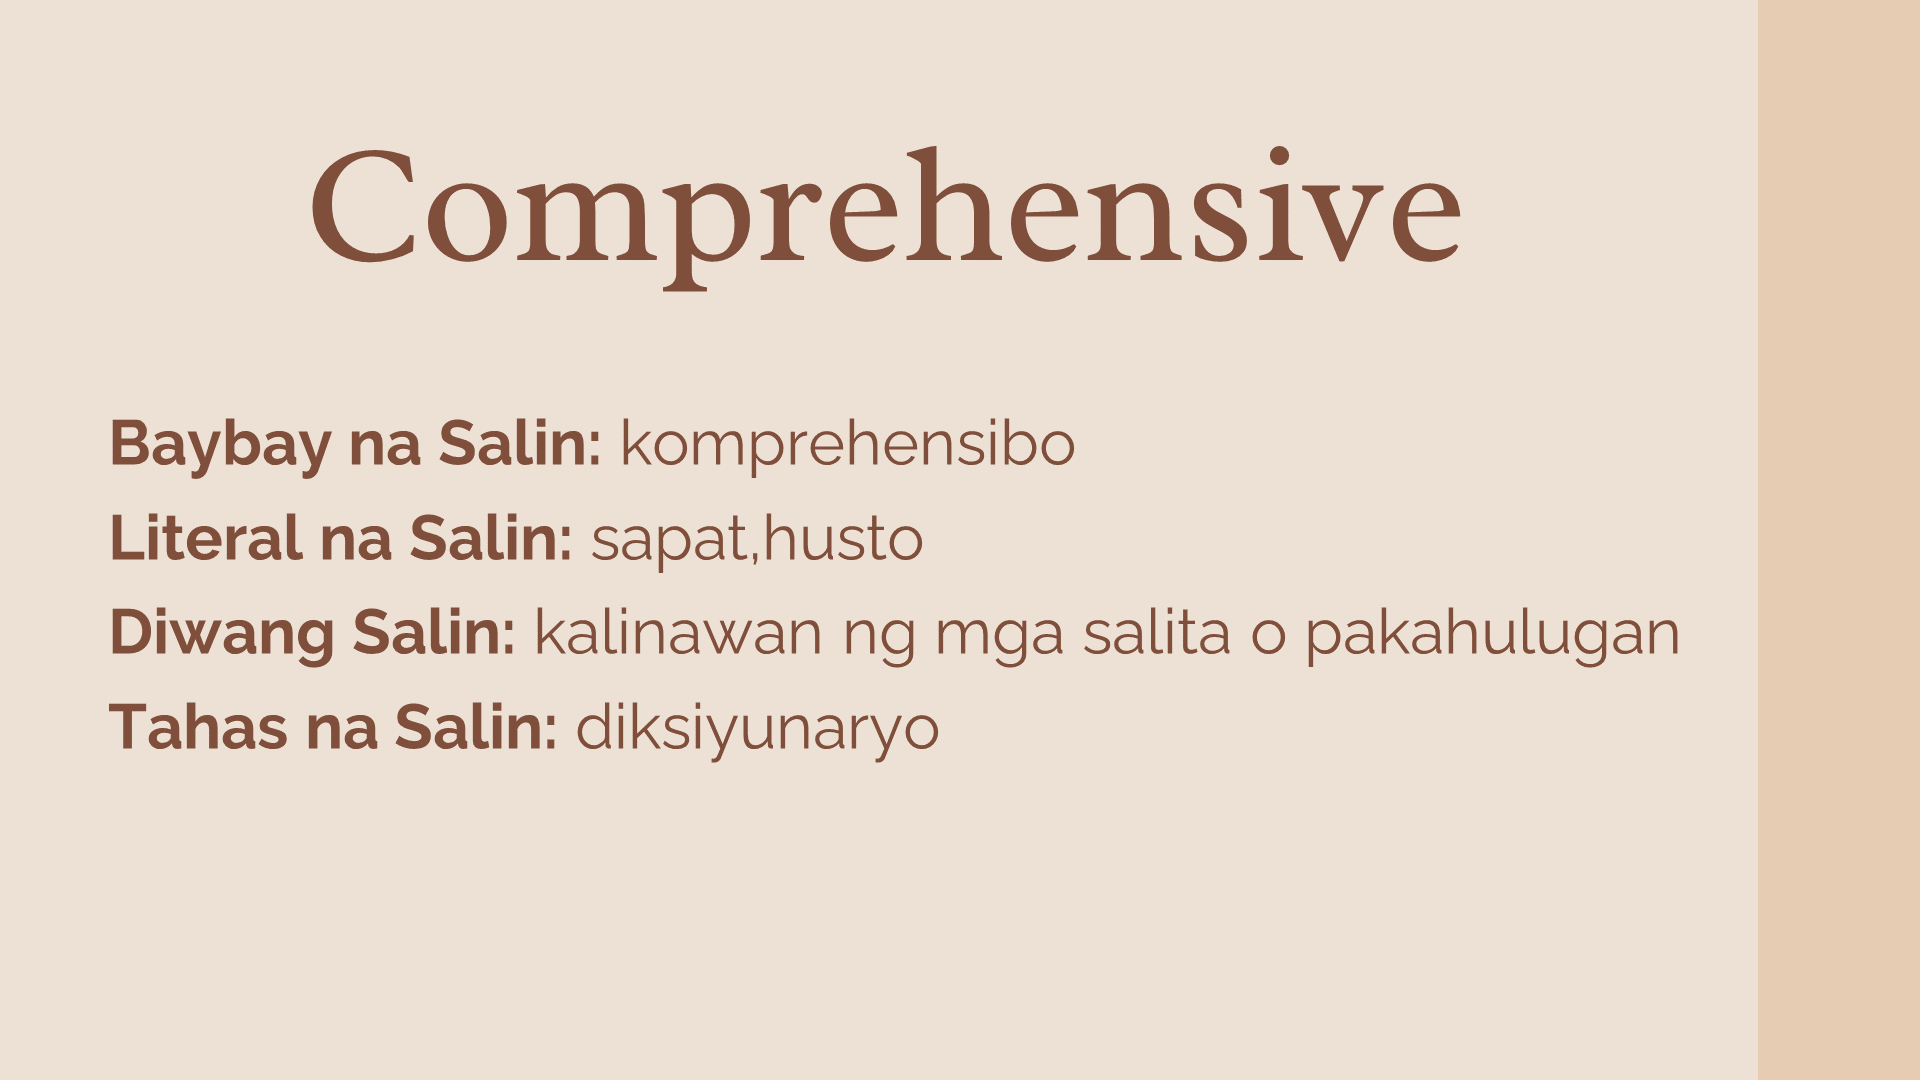 Comprehensive
Baybay na Salin: komprehensibo
Literal na Salin: sapat,husto
Diwang Salin: kalinawan ng mga salita o pakahulugan
Tahas na Salin: diksiyunaryo